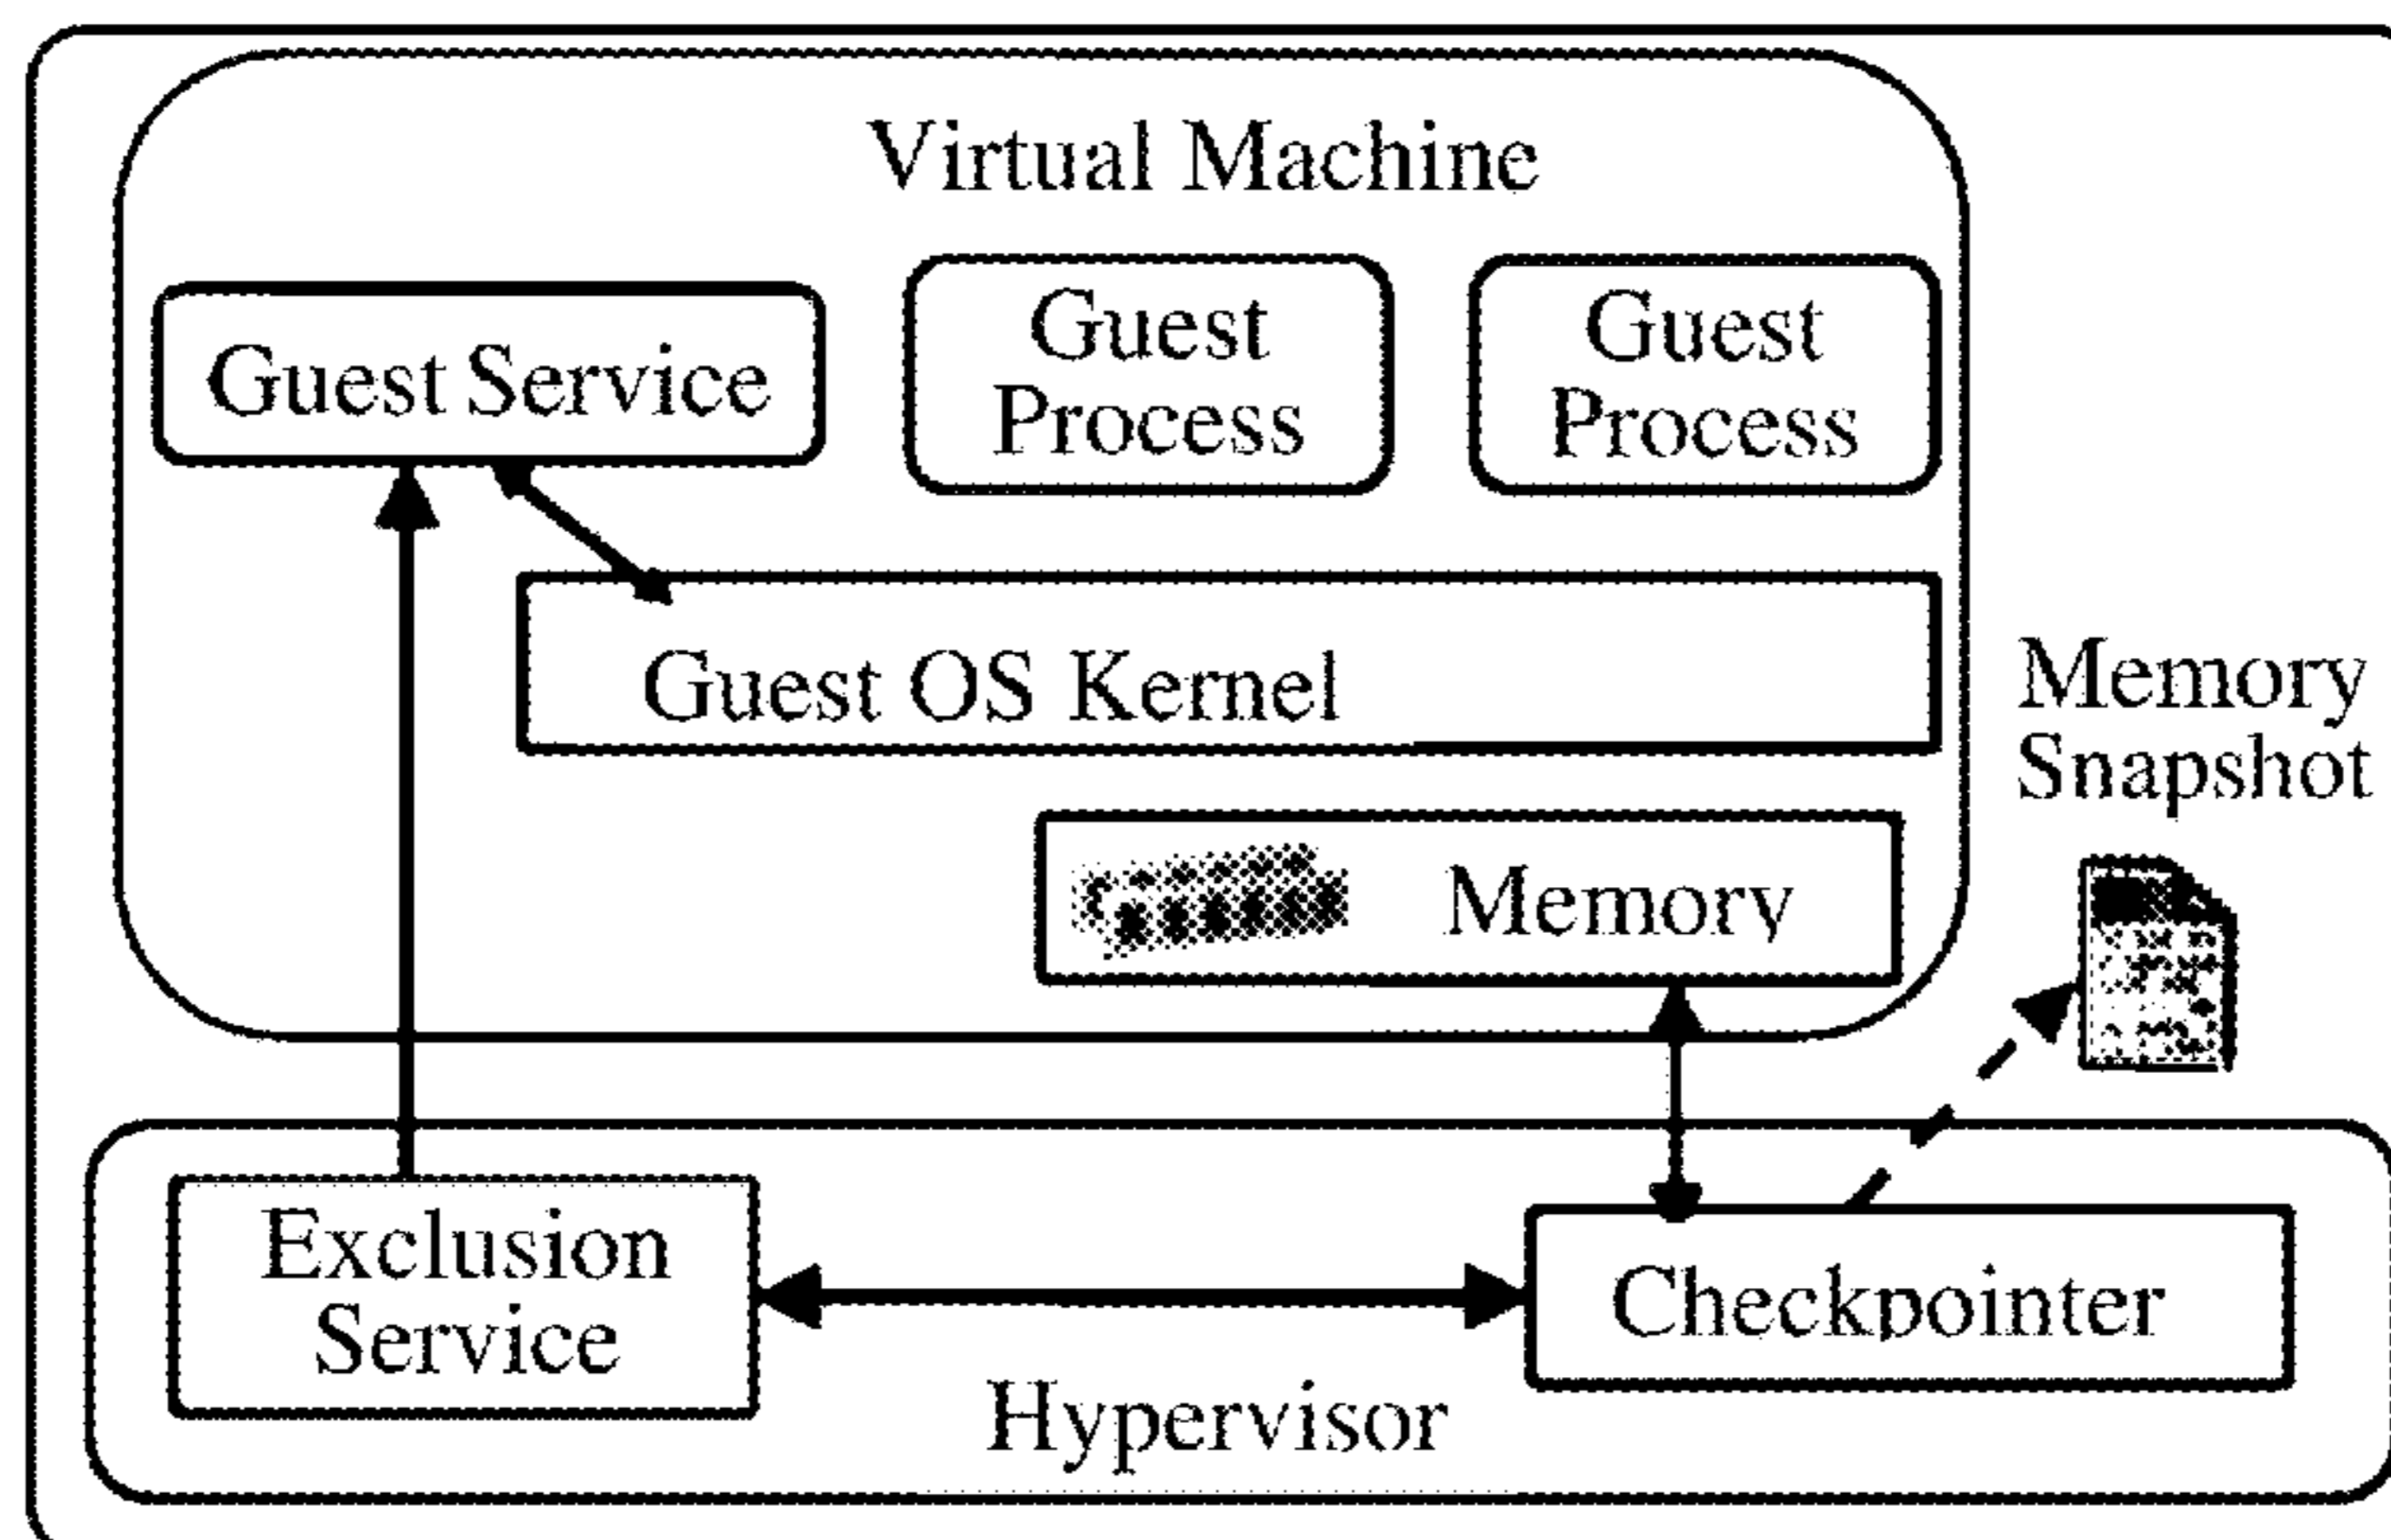 Virtual Machine
Guest Service
Guest
Process
Guest
Process
Guest OS Kernel
Memory
Snapshot
Memory
Exclusion
Service
Checkpointer
Hypervisor